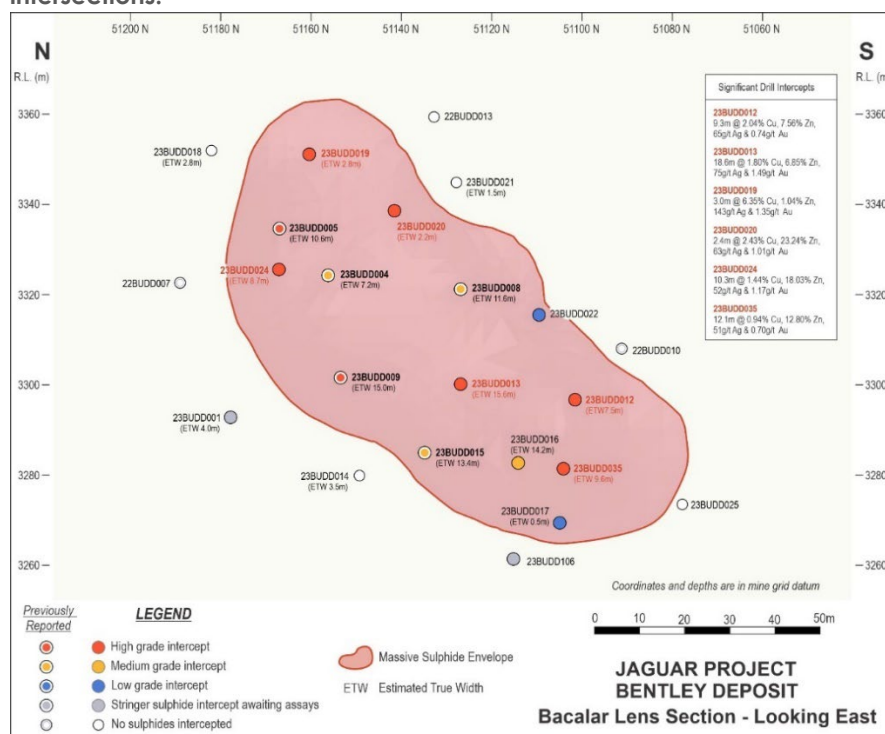 intersections.
51200 N 51180 N 51160 N 51140 N 51120 N 51100 N 51080 N 51060 N
N
S
R.L. (m)
R.L. (m)
3360
3340
3320
3300
3280
3260
3360
3340
3320
3300
3280
3260
22BUDD013
23BUDD018
(ETW 2.8m)
23BUDD019
(ETW 2.8m)
23BUDD021
(ETW 1.5m)
23BUDD020
(ETW 2.2m)
23BUDD005
(ETW 10.6m)
23BUDD024
(ETW 8.7m)
23BUDD004
(ETW 7.2m)
22BUDD007
23BUDD008
(ETW 11.6m)
23BUDD022
22BUDD010
23BUDD009
(ETW 15.0m)
23BUDD013
(ETW 15.6m)
23BUDD012
(ETW7.5m)
23BUDD001
(ETW 4.0m)
23BUDD015
(ETW 13.4m)
23BUDD016
(ETW 14.2m)
23BUDD035
(ETW 9.6m)
23BUDD014
(ETW 3.5m)
23BUDD025
23BUDD017
(ETW 0.5m)
23BUDD106
Significant Drill Intercepts
23BUDD012
9.3m @ 2.04% Cu, 7.56% Zn,
65g/t Ag & 0.74g/t Au
23BUDD013
18.6m @ 1.80% Cu, 6.85% Zn,
75g/t Ag & 1.49g/t Au
23BUDD019
3.0m @ 6.35% Cu, 1.04% Zn,
143g/t Ag & 1.35g/t Au
23BUDD020
2.4m @ 2.43% Cu, 23.24% Zn,
63g/t Ag & 1.01g/t Au
23BUDD024
10.3m @ 1.44% Cu, 18.03% Zn,
52g/t Ag & 1.17g/t Au
23BUDD035
12.1m @ 0.94% Cu, 12.80% Zn,
51g/t Ag & 0.70g/t Au
Coordinates and depths are in mine grid datum
Previously
Reported
LEGEND
High grade intercept
Medium grade intercept
Low grade intercept
Stringer sulphide intercept awaiting assays
No sulphides intercepted
Massive Sulphide Envelope
ETW Estimated True Width
0 10 20 30 40 50m
JAGUAR PROJECT
BENTLEY DEPOSIT
Bacalar Lens Section - Looking East